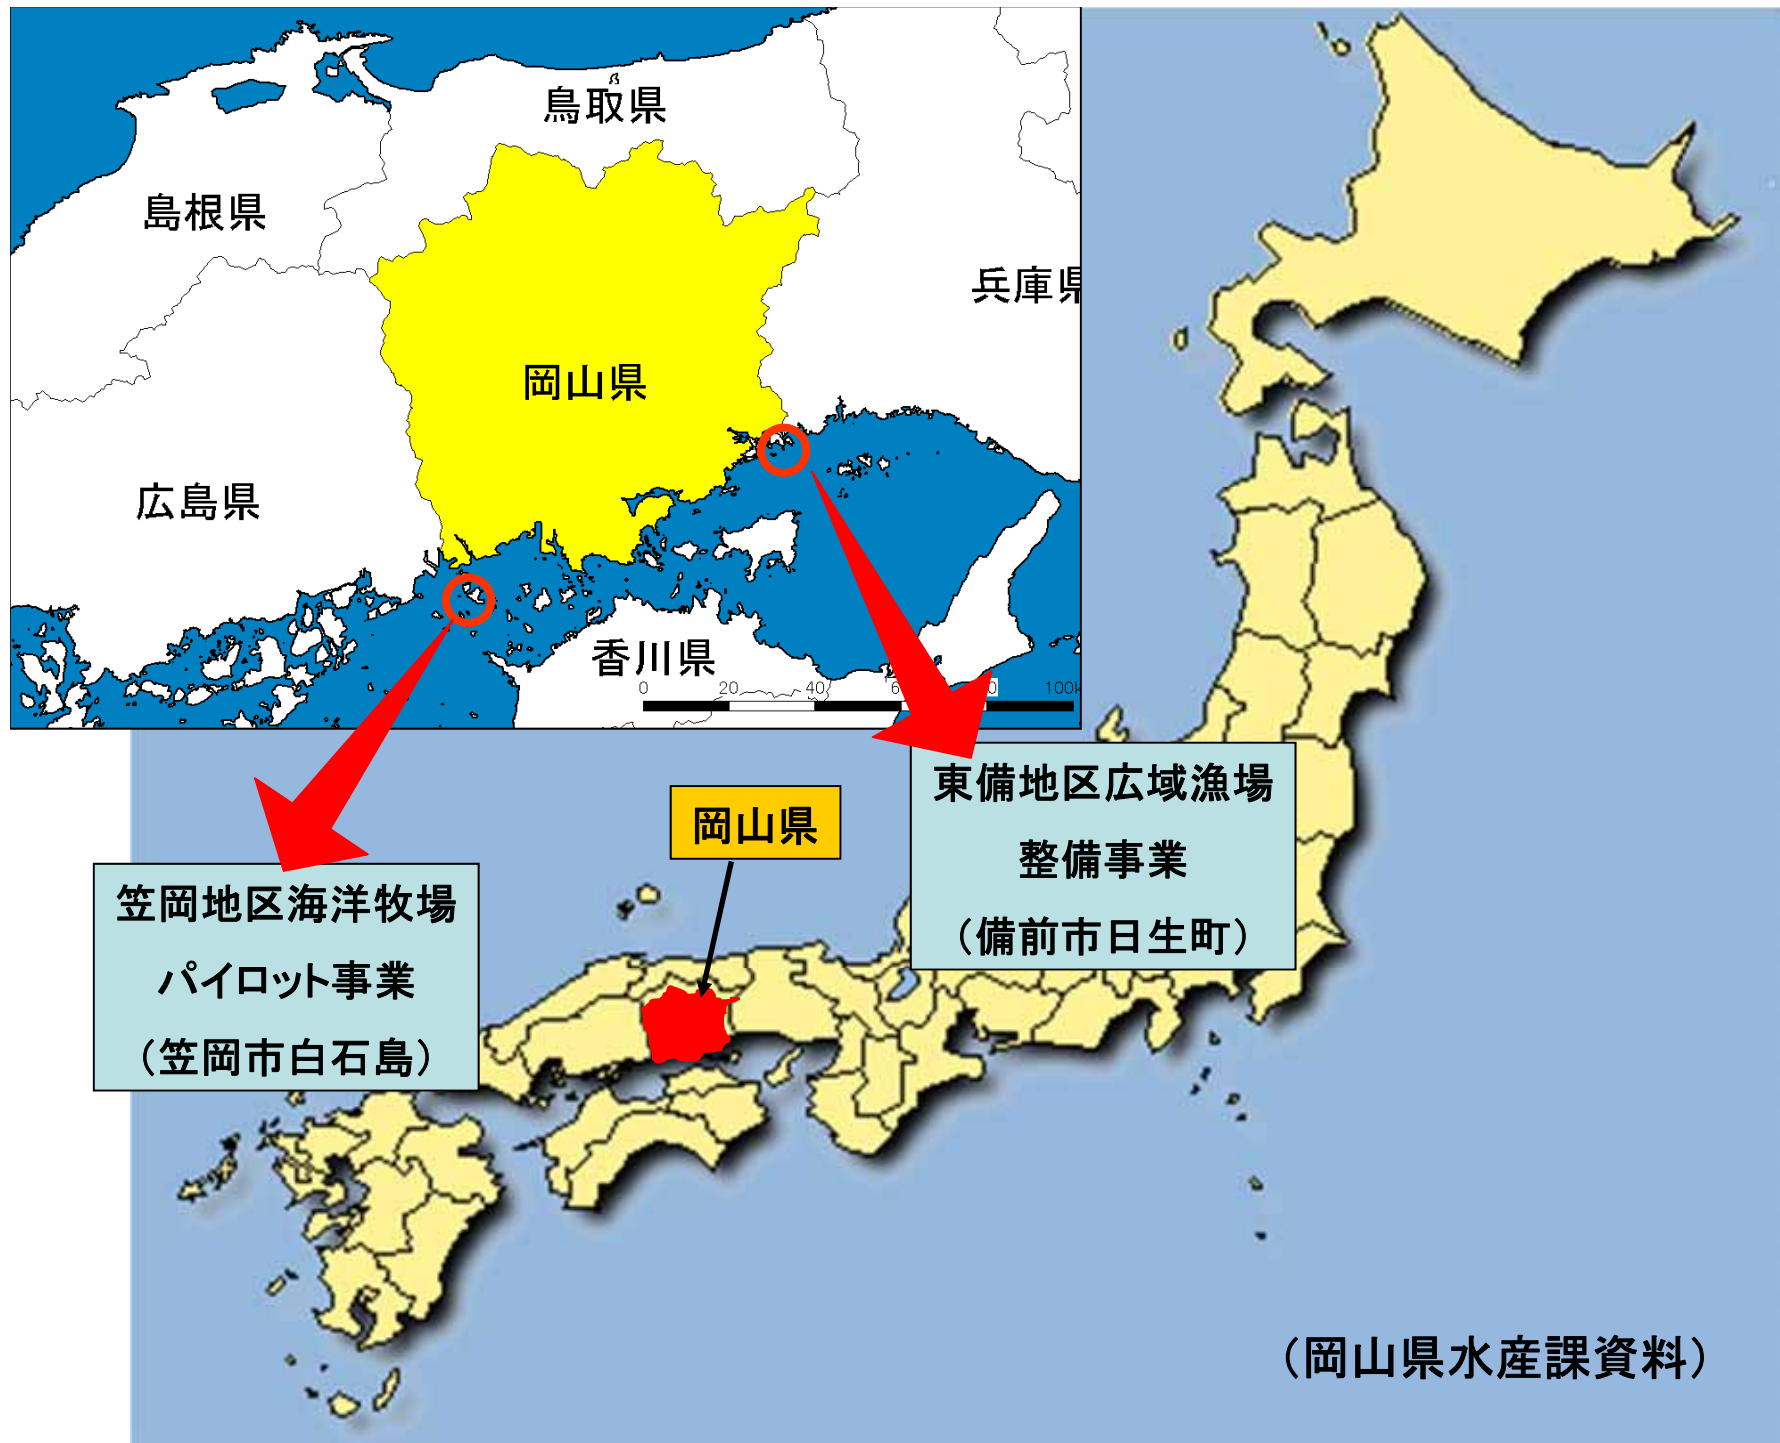 鳥取県
島根県
兵庫県
岡山県
広島県
香川県
0 20 40 100k
東備地区広域漁場
整備事業
（備前市日生町）
岡山県
笠岡地区海洋牧場
パイロット事業
（笠岡市白石島）
（岡山県水産課資料）